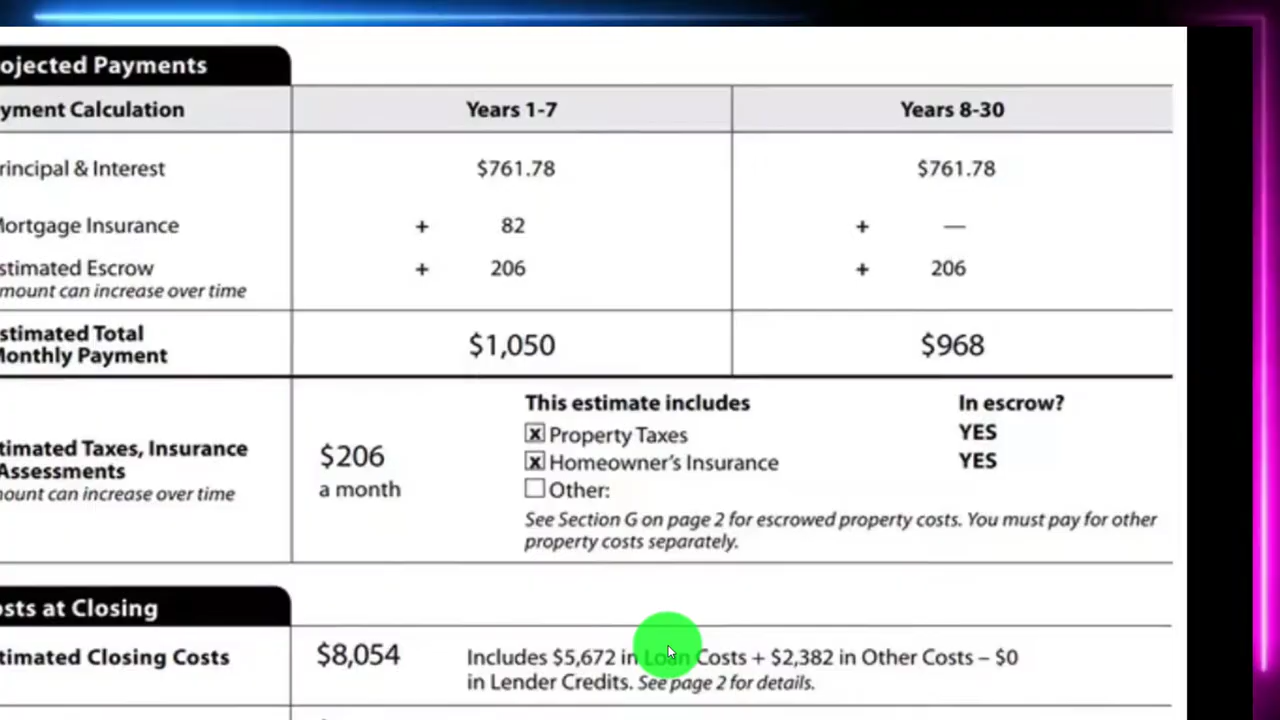 ojected Payments
yment Calculation Years 1-7 Years 8-30
rincipal & Interest $761.78 $761.78
ortgage Insurance + 82 + —
stimated Escrow + 206 + 206
mount can increase over time
stimated Total
onthly Payment $1,050 $968
This estimate includes In escrow?
x Property Taxes YES
timated Taxes, Insurance
Assessments
ount can increase over time
$206
a month
x Homeowner's Insurance YES
Other:
See Section G on page 2 for escrowed property costs. You must pay for other
property costs separately.
osts at Closing
timated Closing Costs $8,054 Includes $5,672 in Loan Costs + $2,382 in Other Costs – $0
in Lender Credits. See page 2 for details.